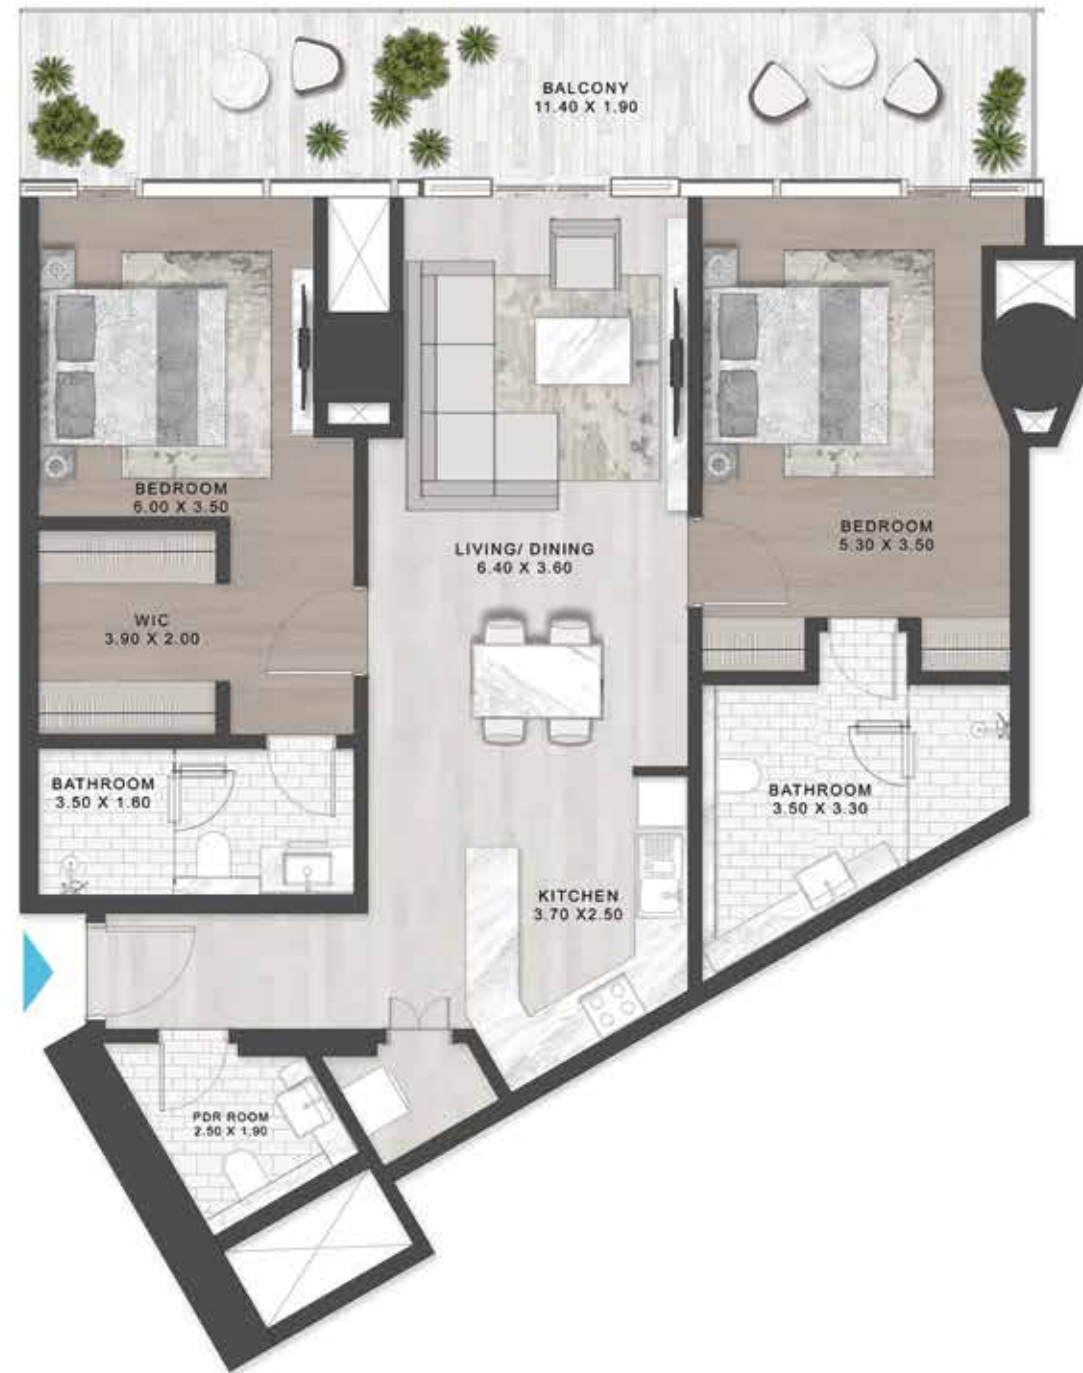 BALCONY
11.40 X 1.90
BEDROOM
6.00 X 3.50
LIVING/ DINING
6.40 X 3.60
BEDROOM
5.30 X 3.50
WIC
3.90 X 2.00
BATHROOM
3.50 X 1.60
BATHROOM
3.50 X 3.30
KITCHEN
3.70 X2.50
PDR ROOM
2.50 X 1.90